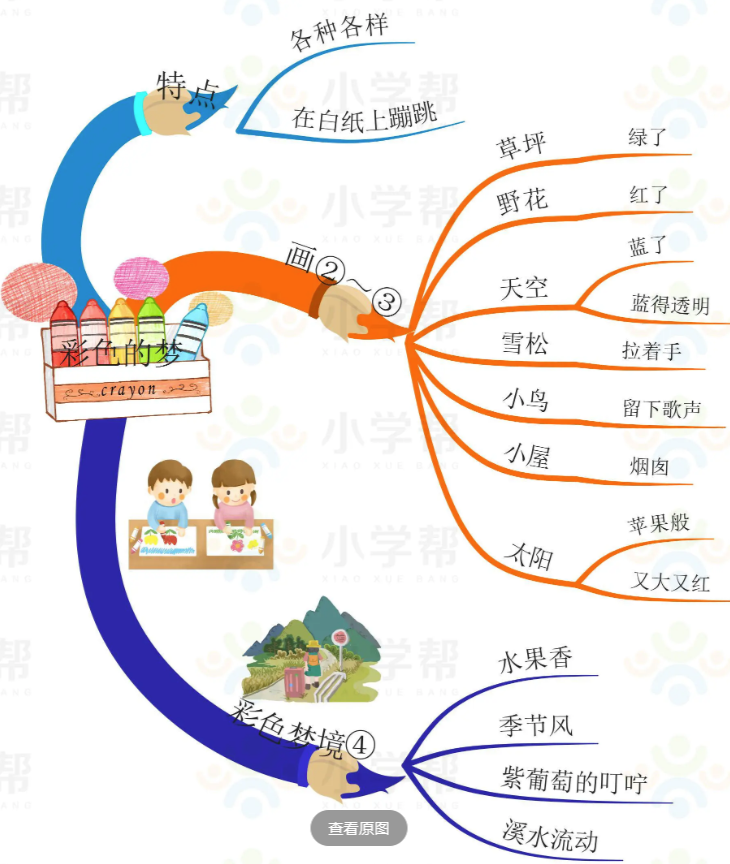 特点
各种各样
在白纸上蹦跳
彩色的梦
crayon
画②~③
草坪
绿了
野花
红了
天空
蓝了
蓝得透明
雪松
拉着手
小鸟
留下歌声
小屋
烟囱
太阳
苹果般
又大又红
彩色梦境④
水果香
季节风
紫葡萄的叮咛
溪水流动
查看原图
小学帮
XIAO XUE BANG